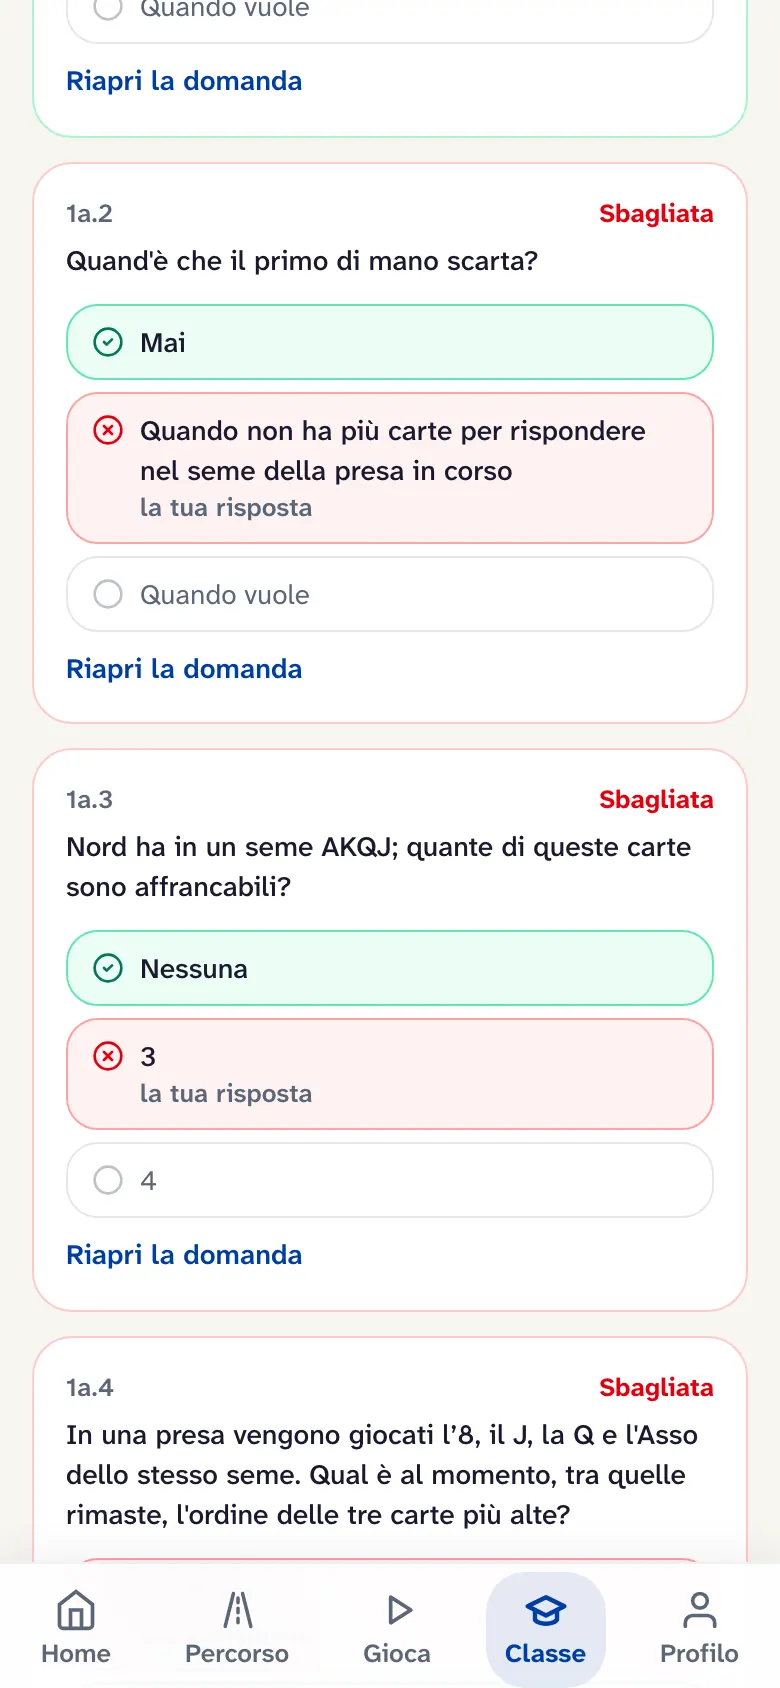 Quando vuole
Riapri la domanda
1a.2
Sbagliata
Quand'è che il primo di mano scarta?
Mai
Quando non ha più carte per rispondere
nel seme della presa in corso
la tua risposta
Quando vuole
Riapri la domanda
1a.3
Sbagliata
Nord ha in un seme AKQJ; quante di queste carte
sono affrancabili?
Nessuna
3
la tua risposta
4
Riapri la domanda
1a.4
Sbagliata
In una presa vengono giocati l’8, il J, la Q e l'Asso
dello stesso seme. Qual è al momento, tra quelle
rimaste, l'ordine delle tre carte più alte?
Home
Percorso
Gioca
Classe
Profilo